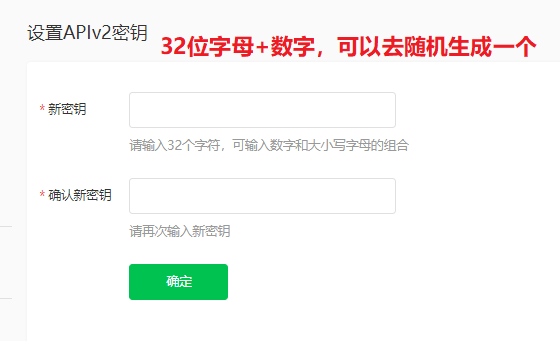 设置APIv2密钥
32位字母+数字，可以去随机生成一个
* 新密钥
请输入32个字符，可输入数字和大小写字母的组合
* 确认新密钥
请再次输入新密钥
确定